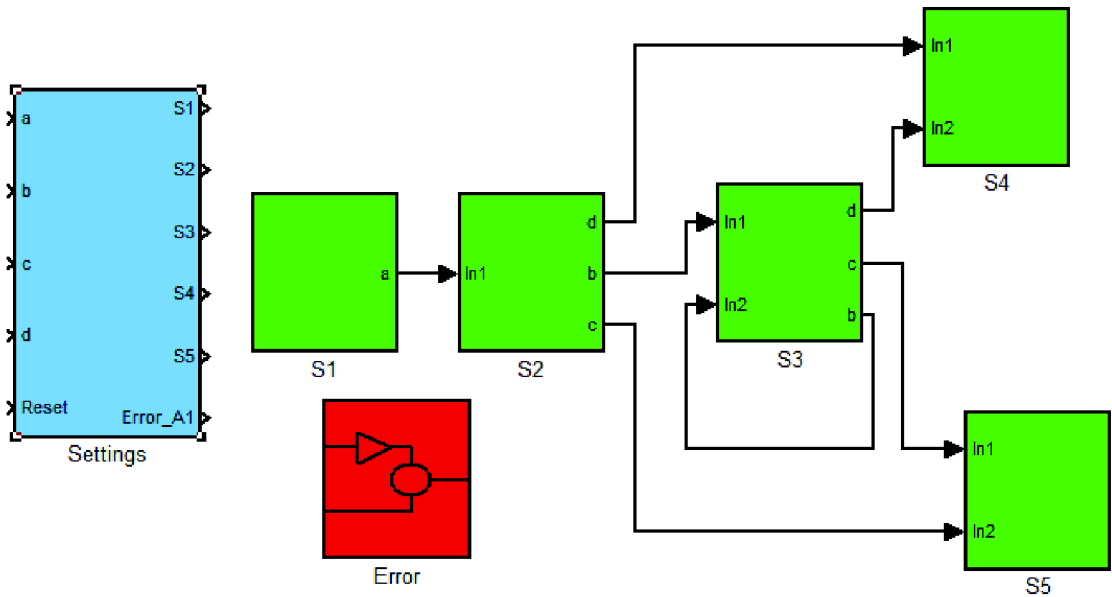 a
b
c
d
Reset
S1
S2
S3
S4
S5
Error_A1
Settings
a
S1
In1
d
b
c
S2
In1
In2
d
c
b
S3
In1
In2
S4
In1
In2
S5
Error